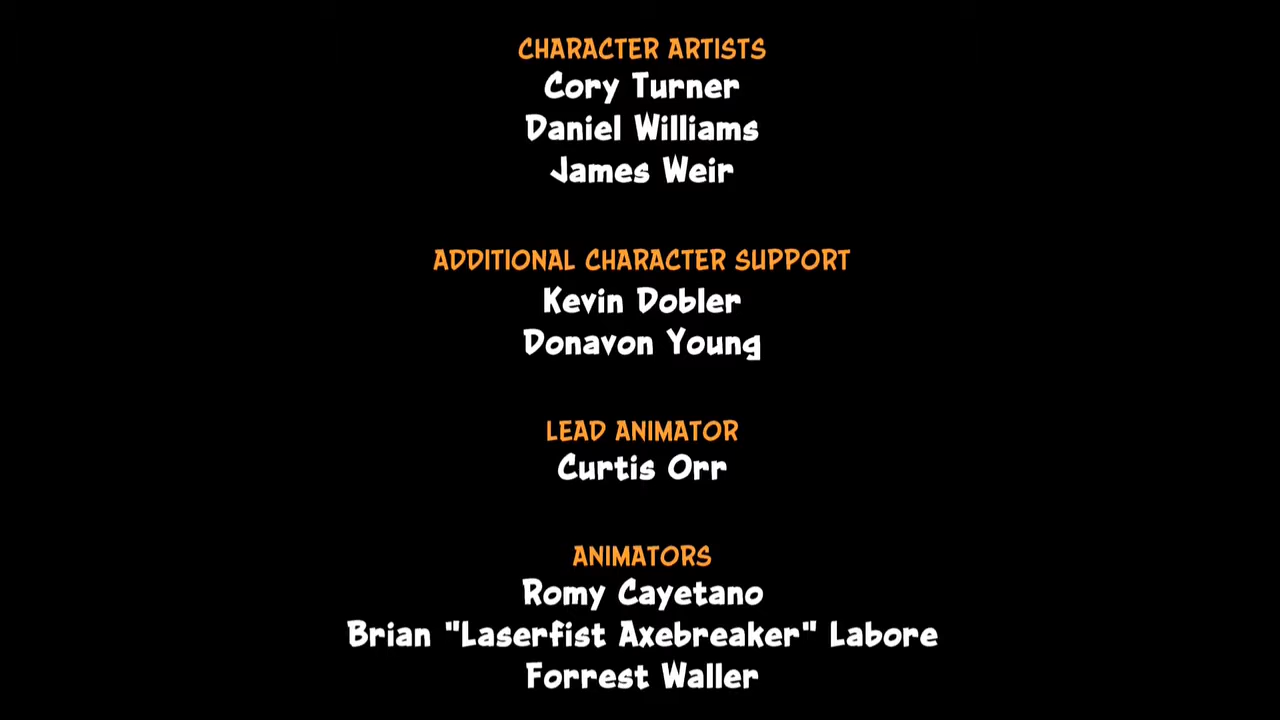 CHARACTER ARTISTS
Cory Turner
Daniel Williams
James Weir
ADDITIONAL CHARACTER SUPPORT
Kevin Dobler
Donavon Young
LEAD ANIMATOR
Curtis Orr
ANIMATORS
Romy Cayetano
Brian "Laserfist Axebreaker" Labore
Forrest Waller